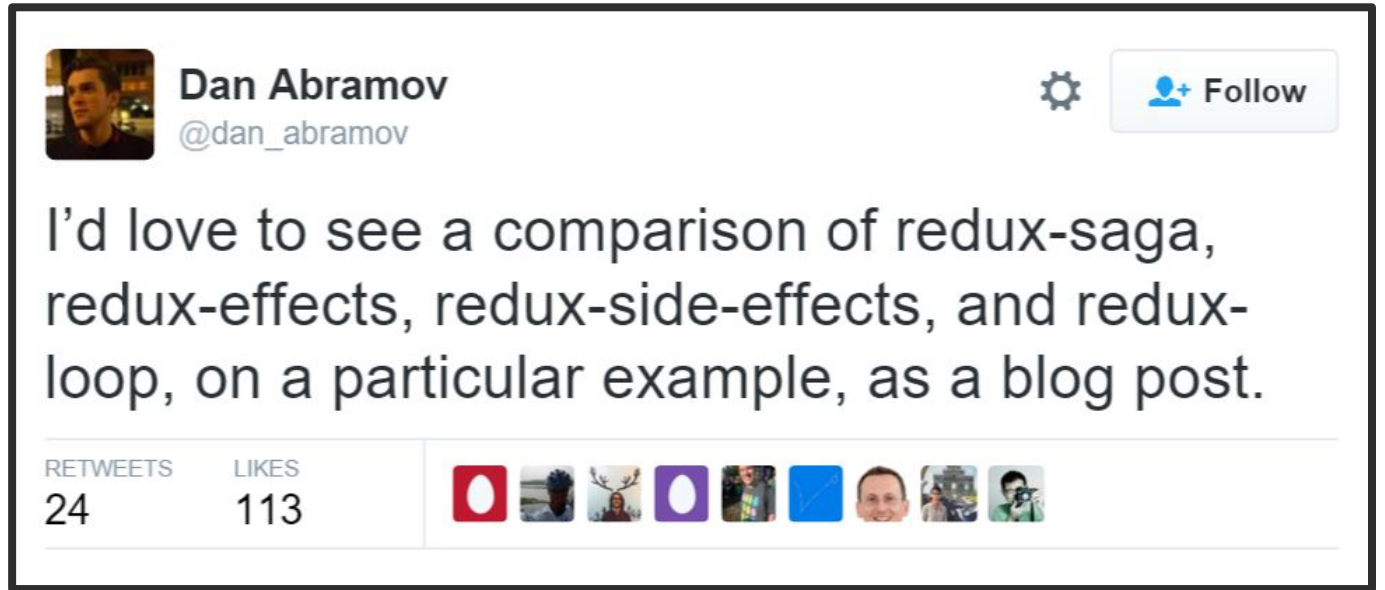 Dan Abramov
@dan_abramov
Follow
I’d love to see a comparison of redux-saga,
redux-effects, redux-side-effects, and redux-
loop, on a particular example, as a blog post.
RETWEETS LIKES
24 113